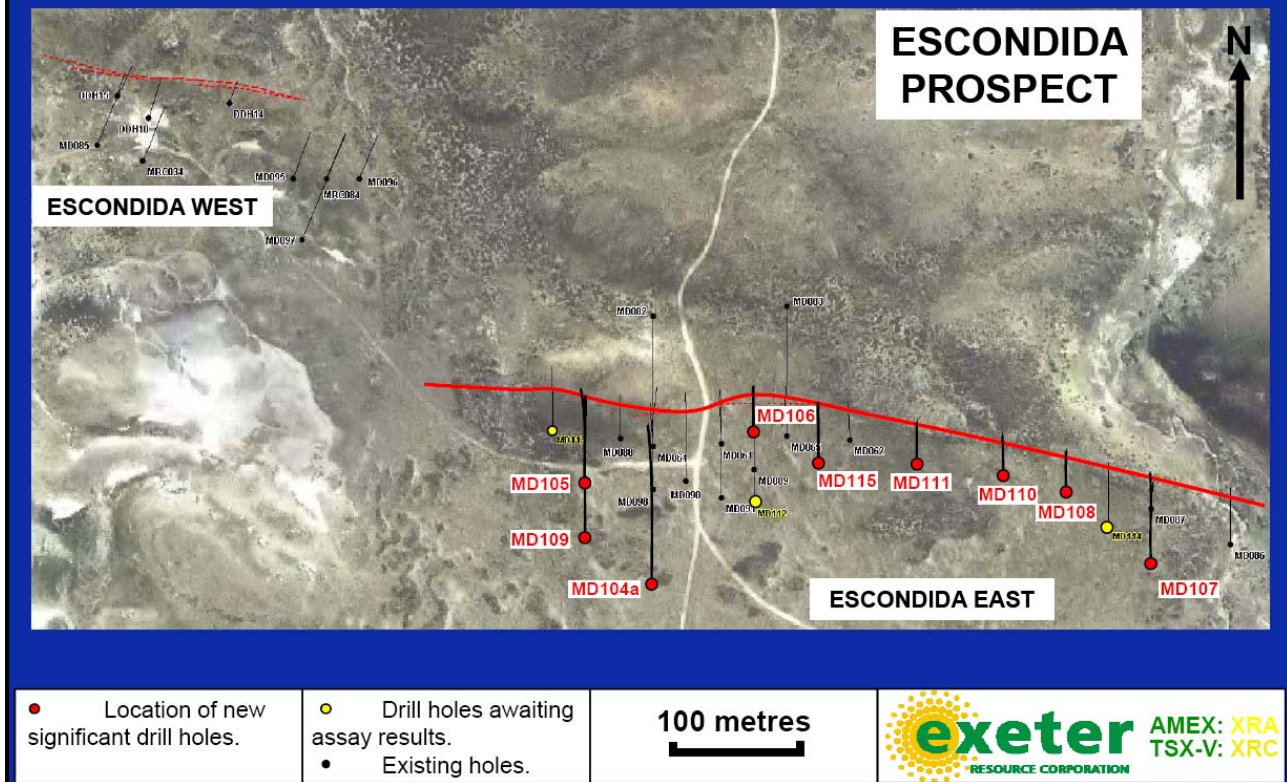 ESCONDIDA
PROSPECT
N
DDH15
DDH10
DDH14
MD085
MRC034
MD095
MRC084
MD096
ESCONDIDA WEST
MD097
MD082
MD083
MD106
MD088
MD061
MD062
MD105
MD098
MD090
MD089
MD115
MD111
MD110
MD108
MD112
MD114
MD087
MD086
MD109
MD104a
MD107
ESCONDIDA EAST
Location of new
significant drill holes.
Drill holes awaiting
assay results.
Existing holes.
100 metres
exeter
RESOURCE CORPORATION
AMEX: XRA
TSX-V: XRC